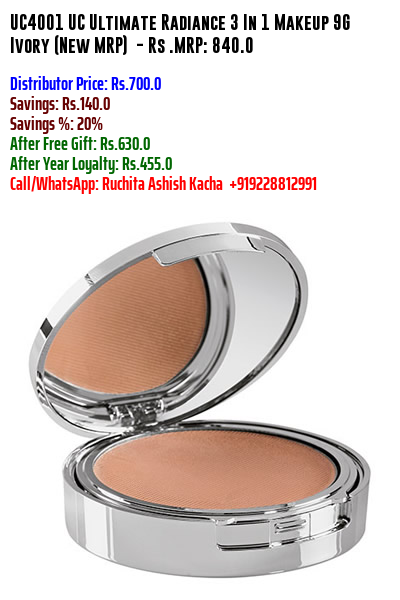 UC4001 UC Ultimate Radiance 3 In 1 Makeup 9G
Ivory (New MRP) - Rs .MRP: 840.0
Distributor Price: Rs.700.0
Savings: Rs.140.0
Savings %: 20%
After Free Gift: Rs.630.0
After Year Loyalty: Rs.455.0
Call/WhatsApp: Ruchita Ashish Kacha +919228812991